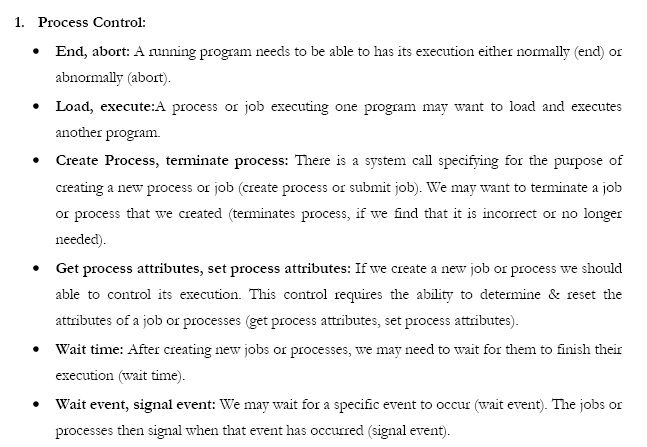 1. Process Control:
• End, abort: A running program needs to be able to has its execution either normally (end) or
abnormally (abort).
• Load, execute:A process or job executing one program may want to load and executes
another program.
• Create Process, terminate process: There is a system call specifying for the purpose of
creating a new process or job (create process or submit job). We may want to terminate a job
or process that we created (terminates process, if we find that it is incorrect or no longer
needed).
• Get process attributes, set process attributes: If we create a new job or process we should
able to control its execution. This control requires the ability to determine & reset the
attributes of a job or processes (get process attributes, set process attributes).
• Wait time: After creating new jobs or processes, we may need to wait for them to finish their
execution (wait time).
• Wait event, signal event: We may wait for a specific event to occur (wait event). The jobs or
processes then signal when that event has occurred (signal event).